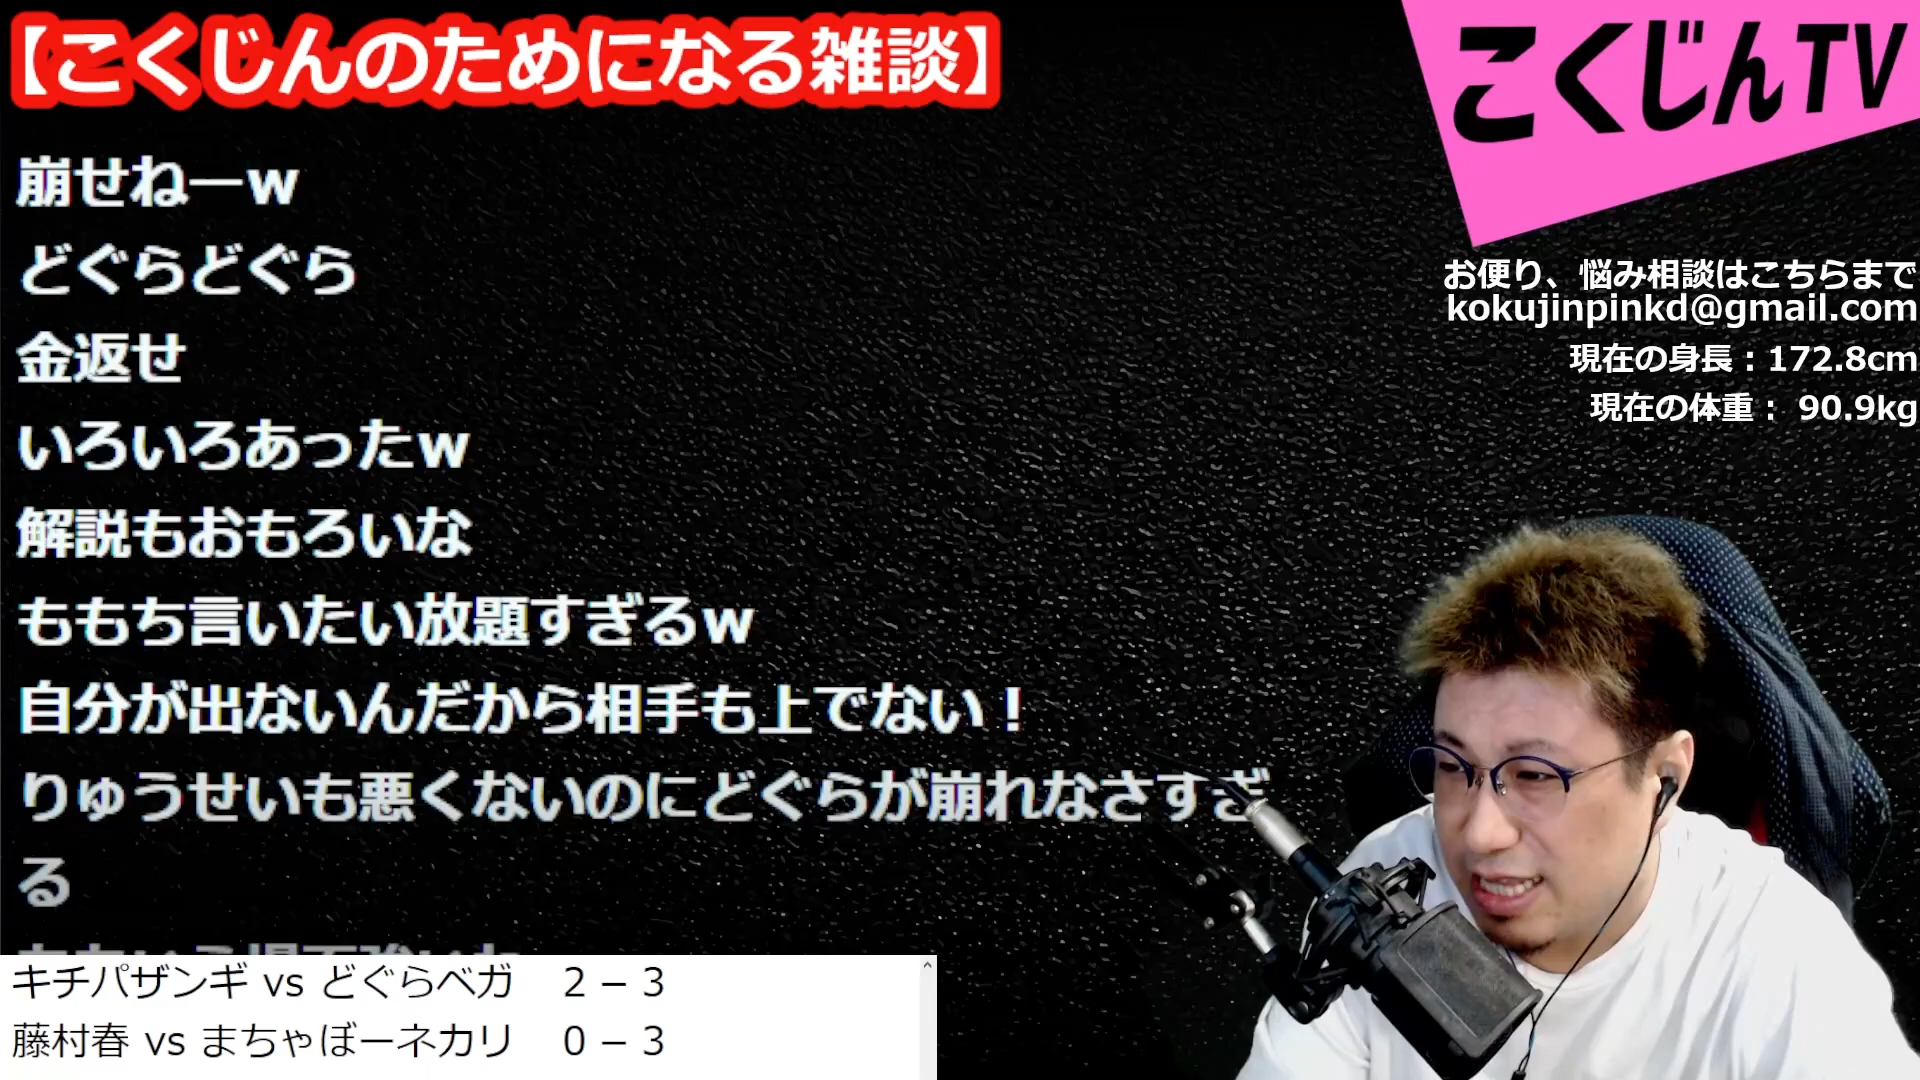 【こくじんのためになる雑談】
こくじんTV
お便り、悩み相談はこちらまで
kokujinpinkd@gmail.com
現在の身長：172.8cm
現在の体重： 90.9kg
崩せねーw
どぐらどぐら
金返せ
いろいろあったw
解説もおもろいな
ももち言いたい放題すぎるw
自分が出ないんだから相手も上でない！
りゅうせいも悪くないのにどぐらが崩れなさすぎ
る
キチパザンギ vs どぐらベガ　2 − 3
藤村春 vs まちゃぼーネカリ　0 − 3